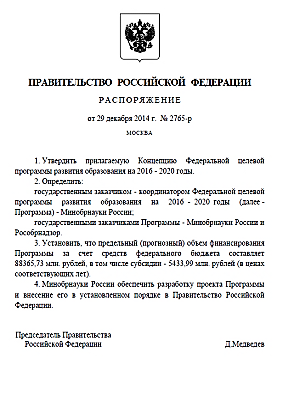 ПРАВИТЕЛЬСТВО РОССИЙСКОЙ ФЕДЕРАЦИИ
РАСПОРЯЖЕНИЕ
от 29 декабря 2014 г. № 2765-р
МОСКВА
1. Утвердить прилагаемую Концепцию Федеральной целевой
программы развития образования на 2016 - 2020 годы.
2. Определить:
государственным заказчиком - координатором Федеральной целевой
программы развития образования на 2016 - 2020 годы (далее -
Программа) - Минобрнауки России;
государственными заказчиками Программы - Минобрнауки России и
Рособрнадзор.
3. Установить, что предельный (прогнозный) объем финансирования
Программы за счет средств федерального бюджета составляет
88365,73 млн. рублей, в том числе субсидии - 5433,99 млн. рублей (в ценах
соответствующих лет).
4. Минобрнауки России обеспечить разработку проекта Программы
и внесение его в установленном порядке в Правительство Российской
Федерации.
Председатель Правительства
Российской Федерации Д.Медведев